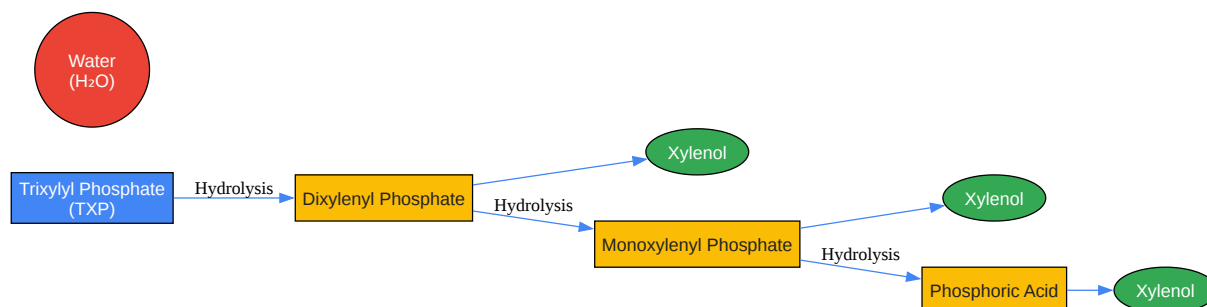 Water
(H₂O)
Xylenol
Trixylyl Phosphate
(TXP)
Hydrolysis
Dixylenyl Phosphate
Hydrolysis
Xylenol
Monoxylenyl Phosphate
Hydrolysis
Phosphoric Acid
Xylenol